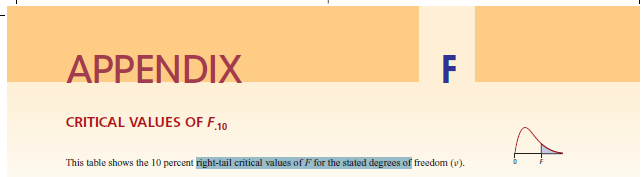 APPENDIX F
CRITICAL VALUES OF F.10
This table shows the 10 percent right-tail critical values of F for the stated degrees of freedom (ν).
0 F